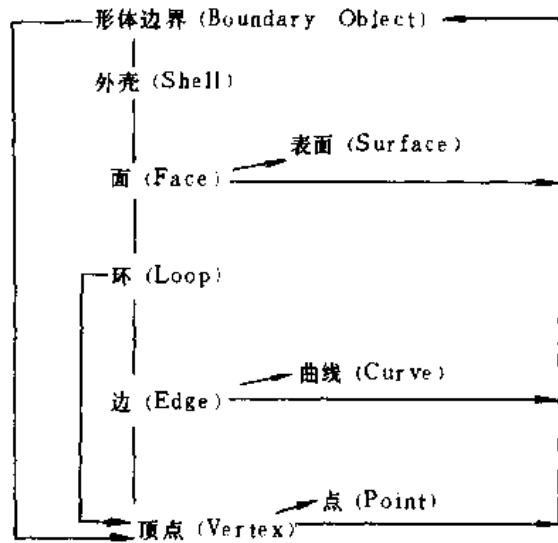 形体边界 (Boundary Object)
外壳 (Shell)
表面 (Surface)
面 (Face)
环 (Loop)
曲线 (Curve)
边 (Edge)
点 (Point)
顶点 (Vertex)